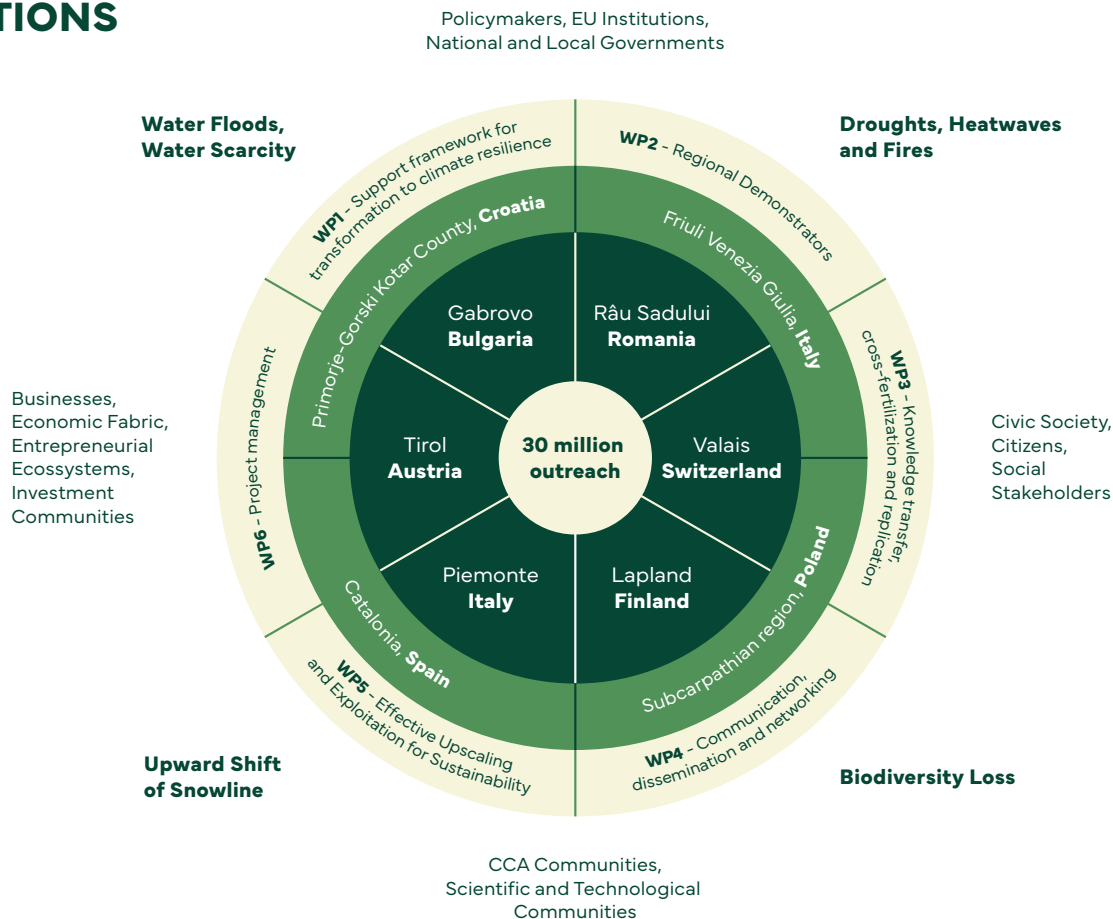 TIONS
Policymakers, EU Institutions,
National and Local Governments
Water Floods,
Water Scarcity
Droughts, Heatwaves
and Fires
WP1 - Support framework for
transformation to climate resilience
WP2 - Regional Demonstrators
Primorje-Gorski Kotar County, Croatia
Friuli Venezia Giulia, Italy
Gabrovo
Bulgaria
Râu Sadului
Romania
WP3 - Knowledge transfer,
cross-fertilization and replication
WP6 - Project management
Businesses,
Economic Fabric,
Entrepreneurial
Ecossystems,
Investment
Communities
Tirol
Austria
30 million
outreach
Valais
Switzerland
Civic Society,
Citizens,
Social
Stakeholders
Piemonte
Italy
Lapland
Finland
Catalonia, Spain
Subcarpathian region, Poland
WP5 - Effective Upscaling
and Exploitation for Sustainability
WP4 - Communication,
dissemination and networking
Upward Shift
of Snowline
Biodiversity Loss
CCA Communities,
Scientific and Technological
Communities